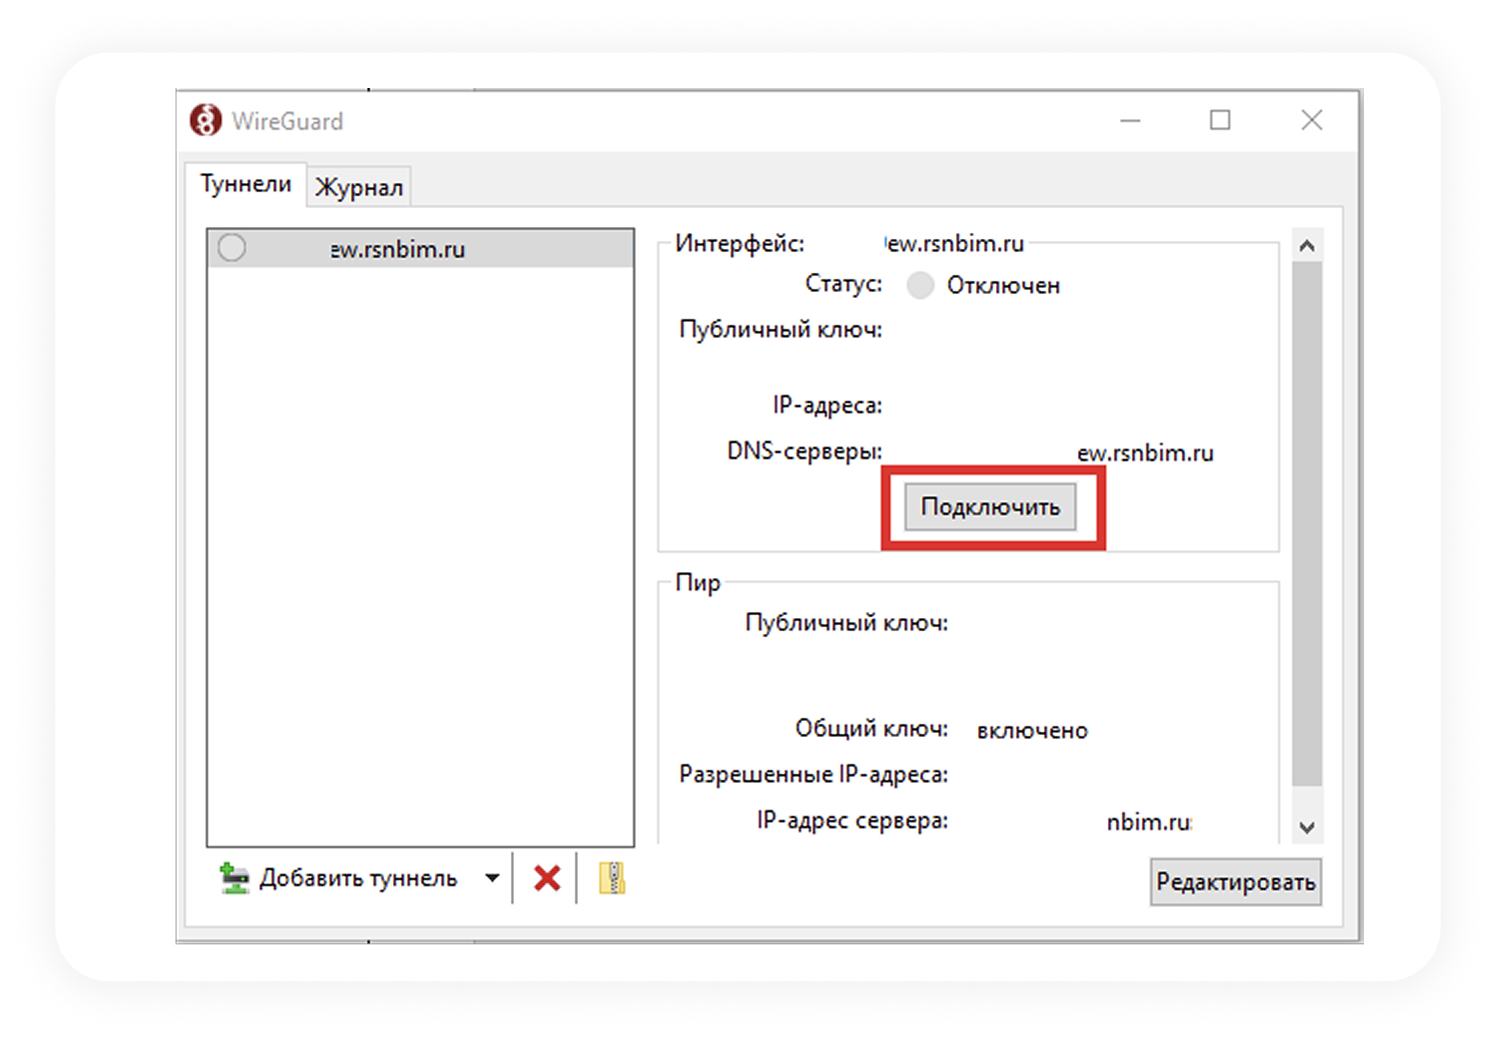 WireGuard
Туннели
Журнал
ew.rsnbim.ru
Интерфейс: ew.rsnbim.ru
Статус: Отключен
Публичный ключ:
IP-адреса:
DNS-серверы: ew.rsnbim.ru
Подключить
Пир
Публичный ключ:
Общий ключ: включено
Разрешенные IP-адреса:
IP-адрес сервера: nbim.ru:
Добавить туннель
Редактировать